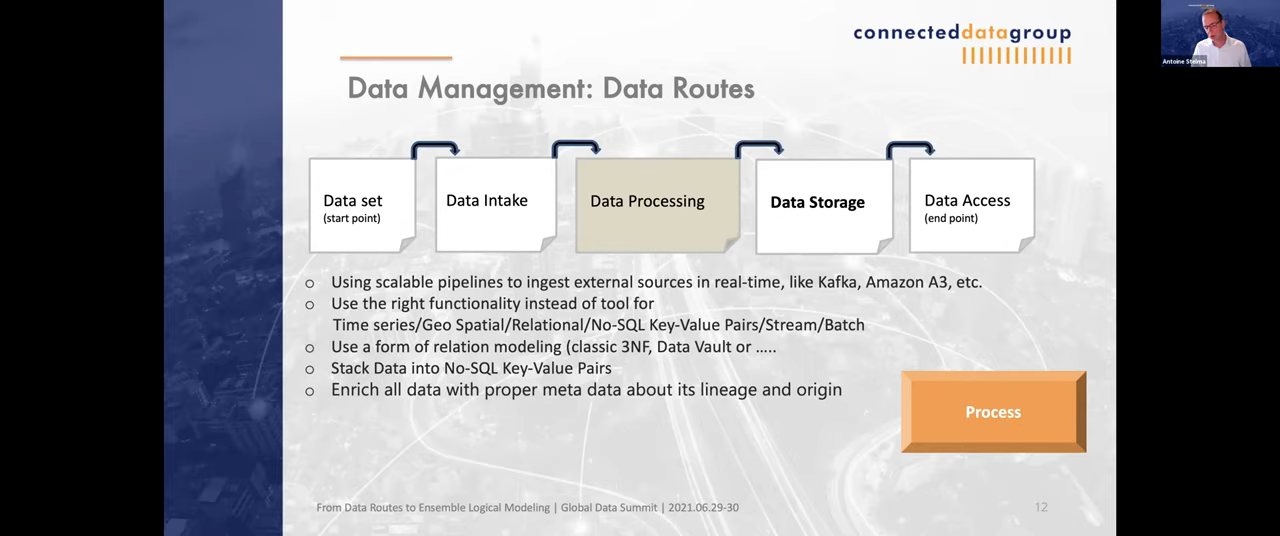 connecteddatagroup
Antoine Stelma
Data Management: Data Routes
Data set
(start point)
Data Intake
Data Processing
Data Storage
Data Access
(end point)
o Using scalable pipelines to ingest external sources in real-time, like Kafka, Amazon A3, etc.
o Use the right functionality instead of tool for
Time series/Geo Spatial/Relational/No-SQL Key-Value Pairs/Stream/Batch
o Use a form of relation modeling (classic 3NF, Data Vault or …..
o Stack Data into No-SQL Key-Value Pairs
o Enrich all data with proper meta data about its lineage and origin
Process
From Data Routes to Ensemble Logical Modeling | Global Data Summit | 2021.06.29-30
12